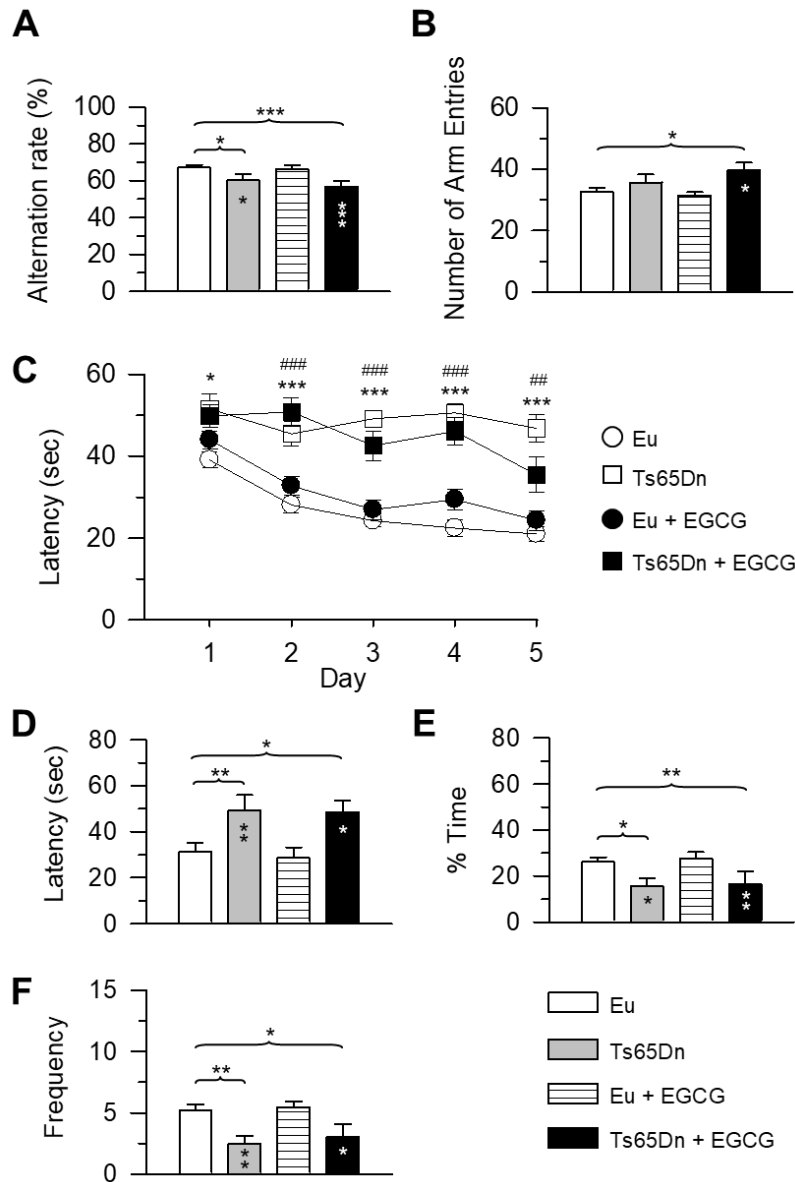 A
B
Alternation rate (%)
100
80
60
40
20
0
***
*
*
***
Number of Arm Entries
60
40
20
0
*
*
C
Latency (sec)
60
40
20
0
*
###
***
###
***
###
***
##
***
1 2 3 4 5
Day
Eu
Ts65Dn
Eu + EGCG
Ts65Dn + EGCG
D
E
Latency (sec)
80
60
40
20
0
*
**
**
*
% Time
80
60
40
20
0
**
*
*
**
F
Frequency
15
10
5
0
*
**
**
*
Eu
Ts65Dn
Eu + EGCG
Ts65Dn + EGCG